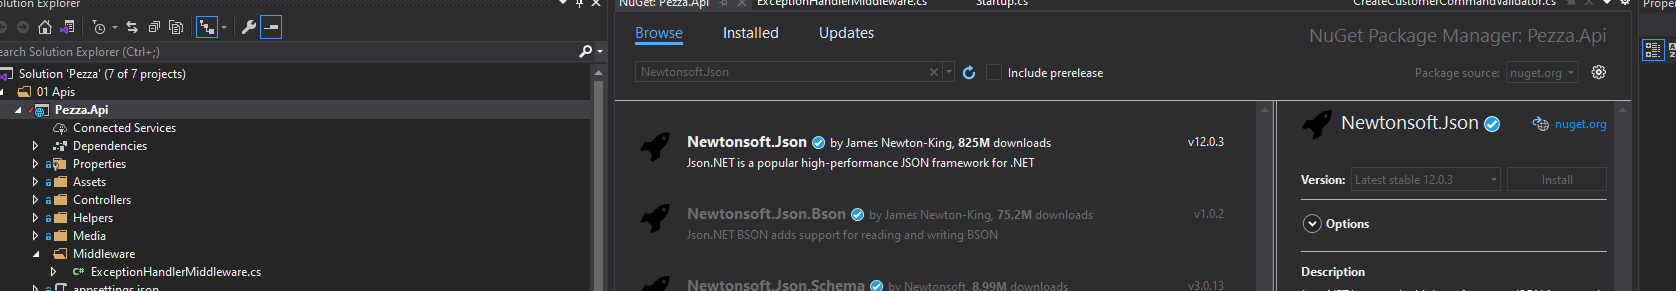 Solution Explorer
Search Solution Explorer (Ctrl+;)
Solution 'Pezza' (7 of 7 projects)
01 Apis
Pezza.Api
Connected Services
Dependencies
Properties
Assets
Controllers
Helpers
Media
Middleware
C# ExceptionHandlerMiddleware.cs
appsettings.json
NuGet: Pezza.Api
ExceptionHandlerMiddleware.cs
Startup.cs
CreateCustomerCommandValidator.cs
Browse
Installed
Updates
NuGet Package Manager: Pezza.Api
Newtonsoft.Json
Include prerelease
Package source: nuget.org
Newtonsoft.Json by James Newton-King, 825M downloads
v12.0.3
Json.NET is a popular high-performance JSON framework for .NET
Newtonsoft.Json.Bson by James Newton-King, 75,2M downloads
v1.0.2
Json.NET BSON adds support for reading and writing BSON
Newtonsoft.Json.Schema by Newtonsoft, 8,99M downloads
v3.0.13
Newtonsoft.Json
nuget.org
Version: Latest stable 12.0.3
Install
Options
Description